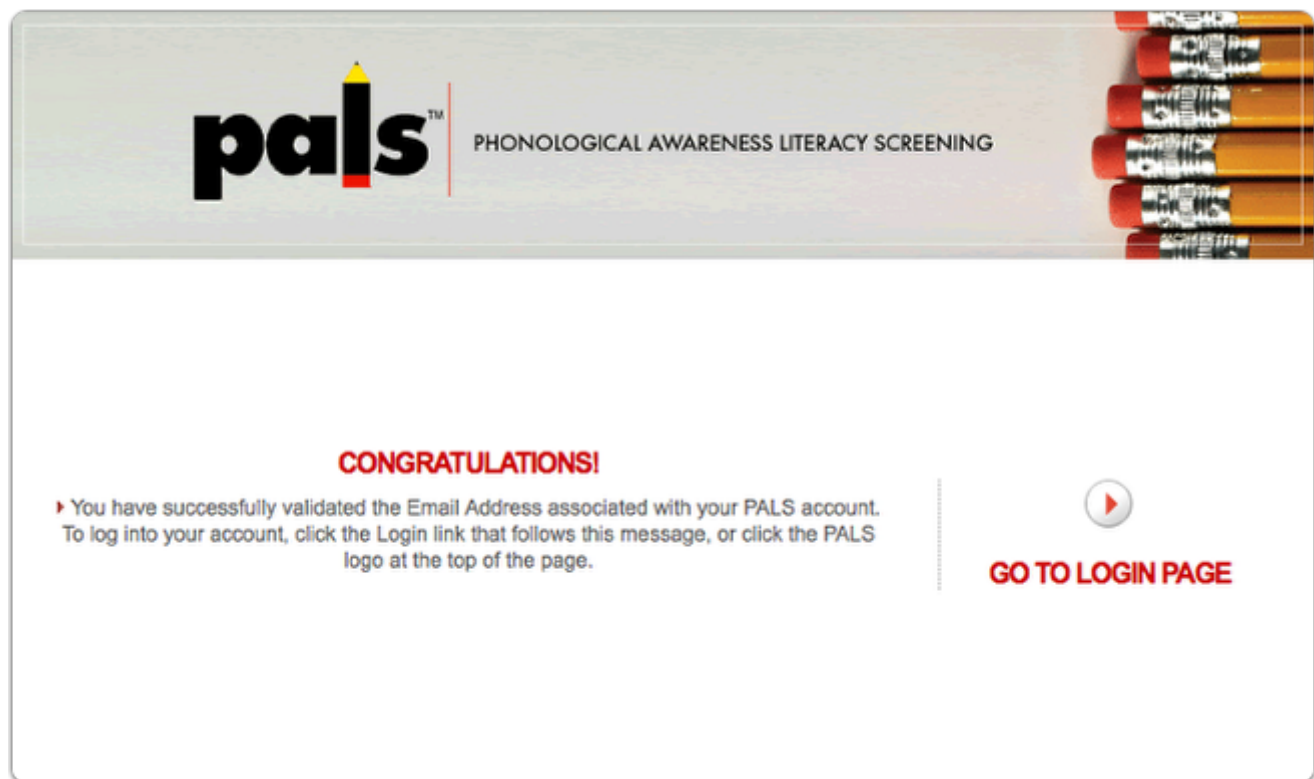 pals™
PHONOLOGICAL AWARENESS LITERACY SCREENING
CONGRATULATIONS!
You have successfully validated the Email Address associated with your PALS account.
To log into your account, click the Login link that follows this message, or click the PALS
logo at the top of the page.
GO TO LOGIN PAGE